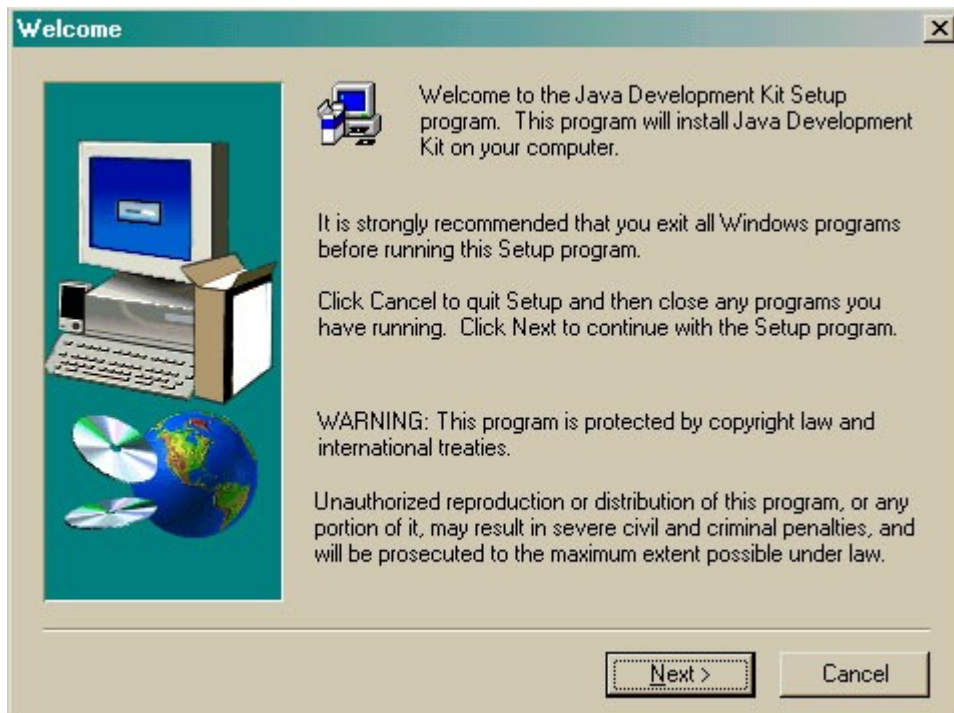 Welcome
Welcome to the Java Development Kit Setup
program.  This program will install Java Development
Kit on your computer.
It is strongly recommended that you exit all Windows programs
before running this Setup program.
Click Cancel to quit Setup and then close any programs you
have running.  Click Next to continue with the Setup program.
WARNING: This program is protected by copyright law and
international treaties.
Unauthorized reproduction or distribution of this program, or any
portion of it, may result in severe civil and criminal penalties, and
will be prosecuted to the maximum extent possible under law.
Next >
Cancel